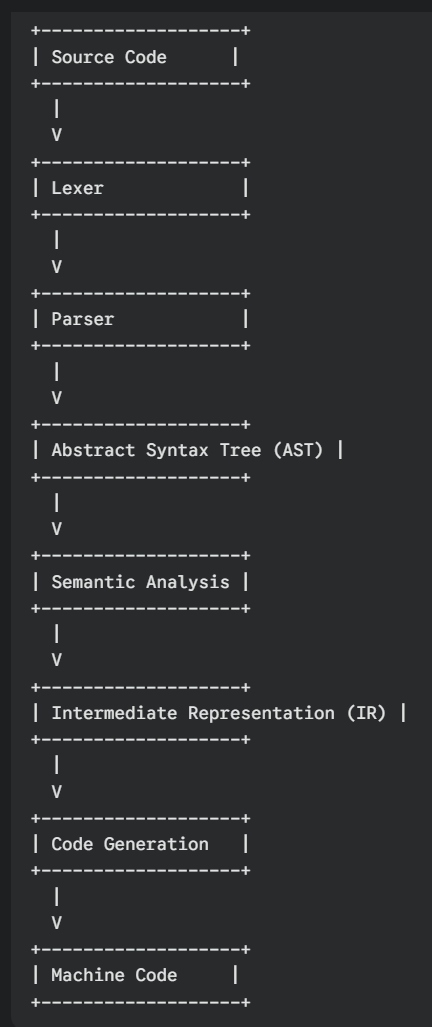 +-------------------+
| Source Code      |
+-------------------+
  |
  V
+-------------------+
| Lexer             |
+-------------------+
  |
  V
+-------------------+
| Parser            |
+-------------------+
  |
  V
+-------------------+
| Abstract Syntax Tree (AST) |
+-------------------+
  |
  V
+-------------------+
| Semantic Analysis |
+-------------------+
  |
  V
+-------------------+
| Intermediate Representation (IR) |
+-------------------+
  |
  V
+-------------------+
| Code Generation   |
+-------------------+
  |
  V
+-------------------+
| Machine Code     |
+-------------------+